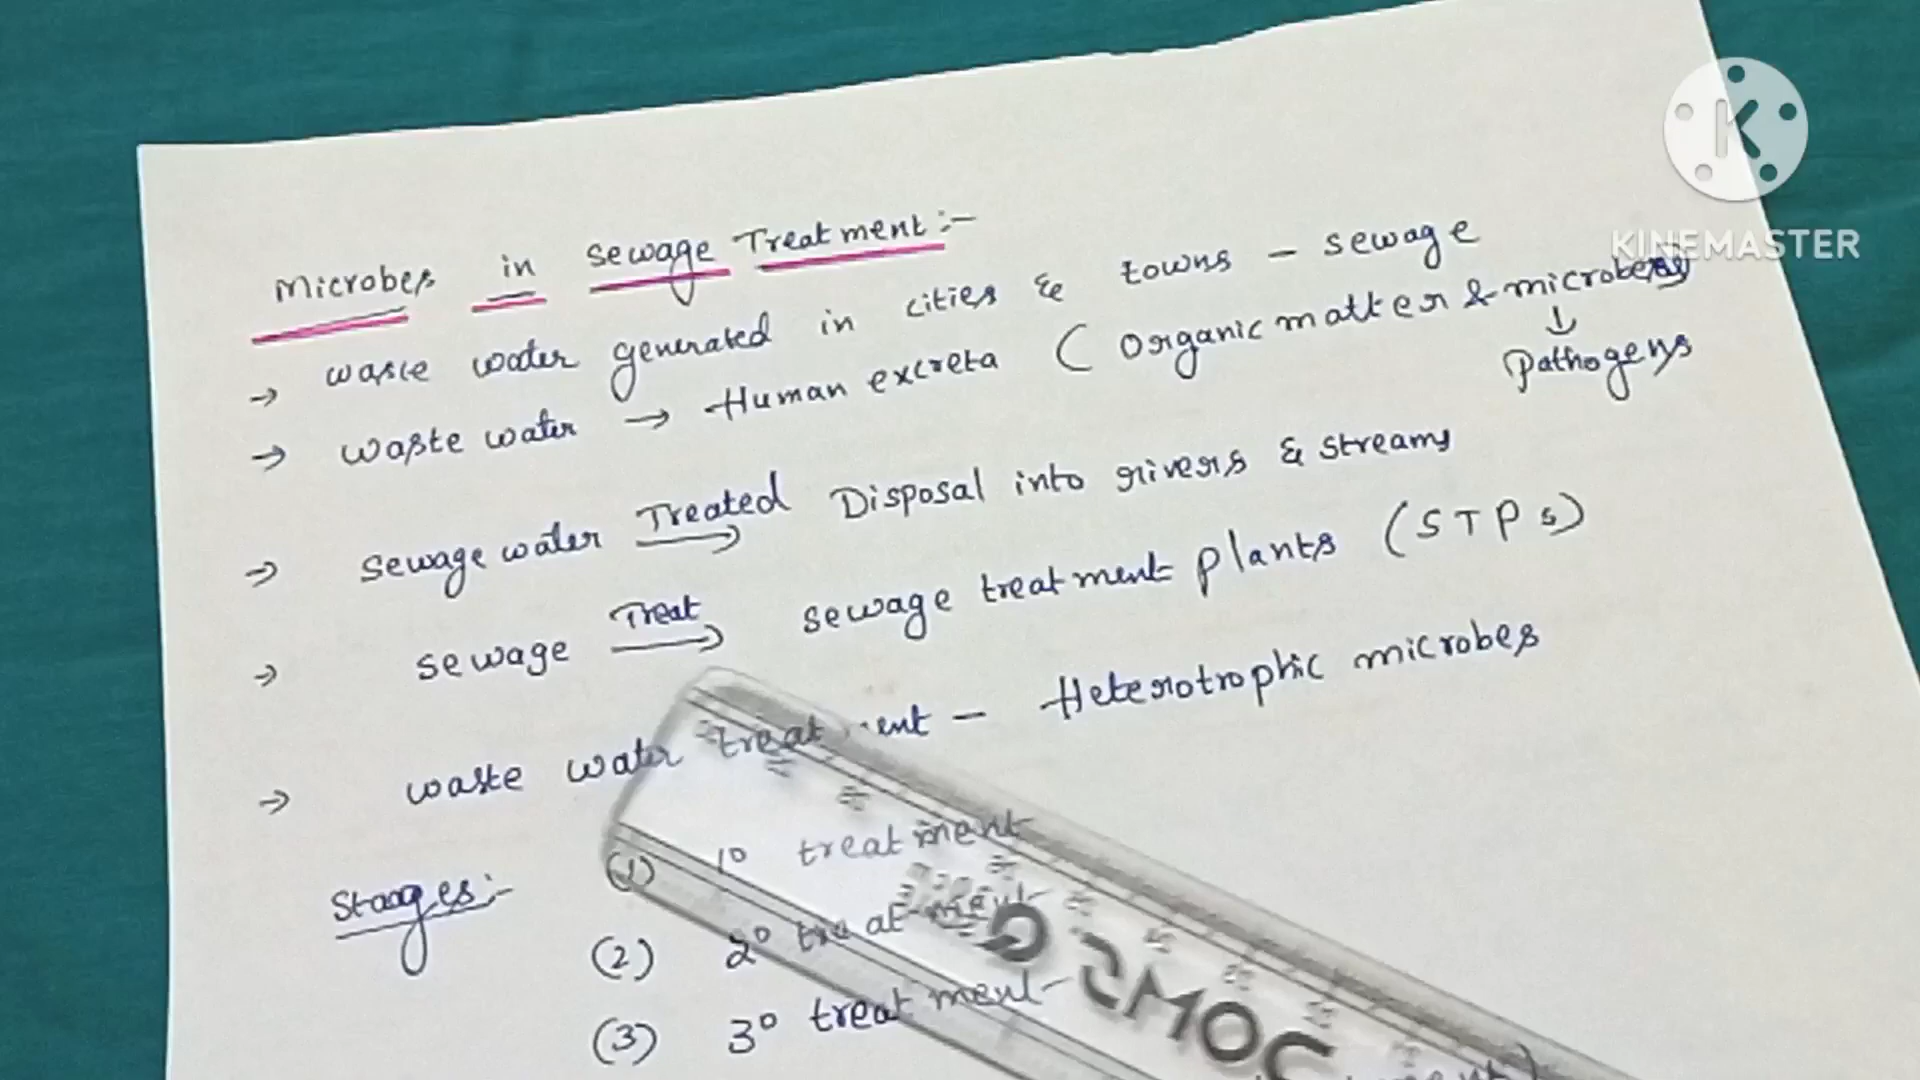 KINEMASTER
Microbes in Sewage Treatment:-
→ waste water generated in cities & towns - sewage
→ waste water → Human excreta (Organic matter & microbes)
↓
Pathogens
→ sewage water Treated → Disposal into rivers & streams
→ sewage Treat → sewage treatment plants (STPs)
→ waste water treatment - Heterotrophic microbes
Stages:- (1) 1° treatment
(2) 2° treatment
(3) 3° treatment
DOMS